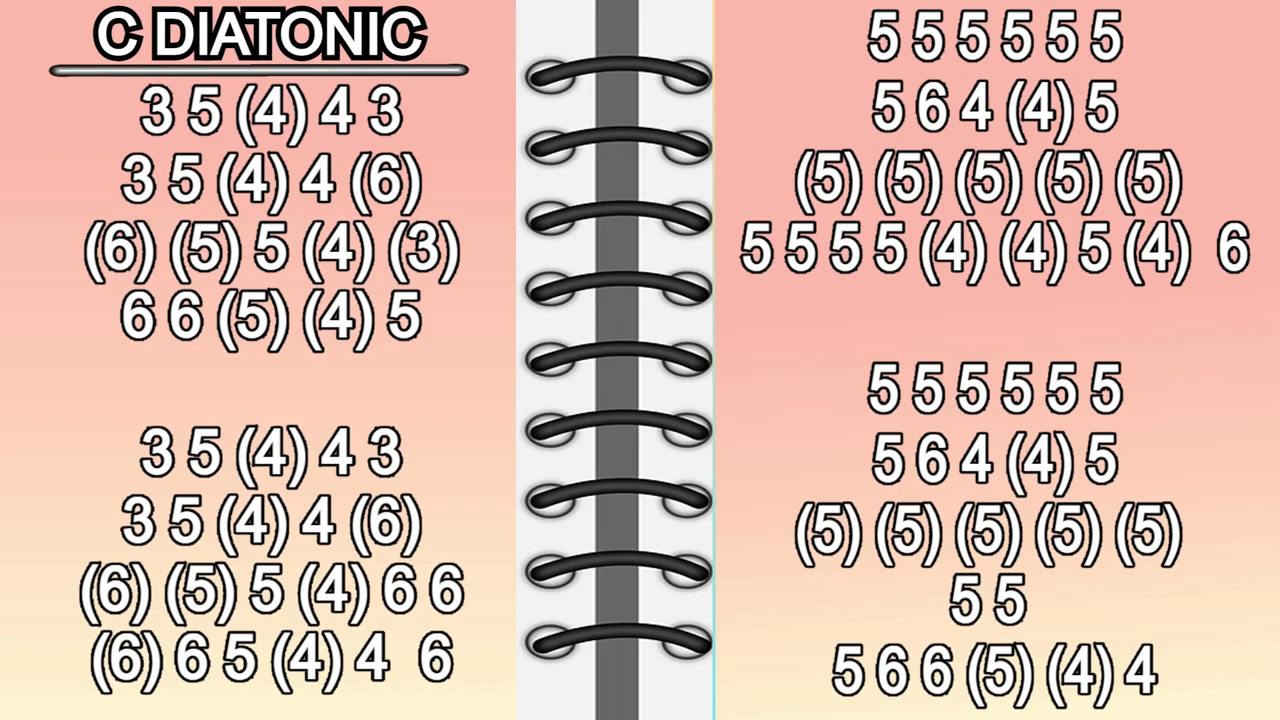 C DIATONIC
3 5 (4) 4 3
3 5 (4) 4 (6)
(6) (5) 5 (4) (3)
6 6 (5) (4) 5
3 5 (4) 4 3
3 5 (4) 4 (6)
(6) (5) 5 (4) 6 6
(6) 6 5 (4) 4 6
5 5 5 5 5 5
5 6 4 (4) 5
(5) (5) (5) (5) (5)
5 5 5 5 (4) (4) 5 (4) 6
5 5 5 5 5 5
5 6 4 (4) 5
(5) (5) (5) (5) (5)
5 5
5 6 6 (5) (4) 4